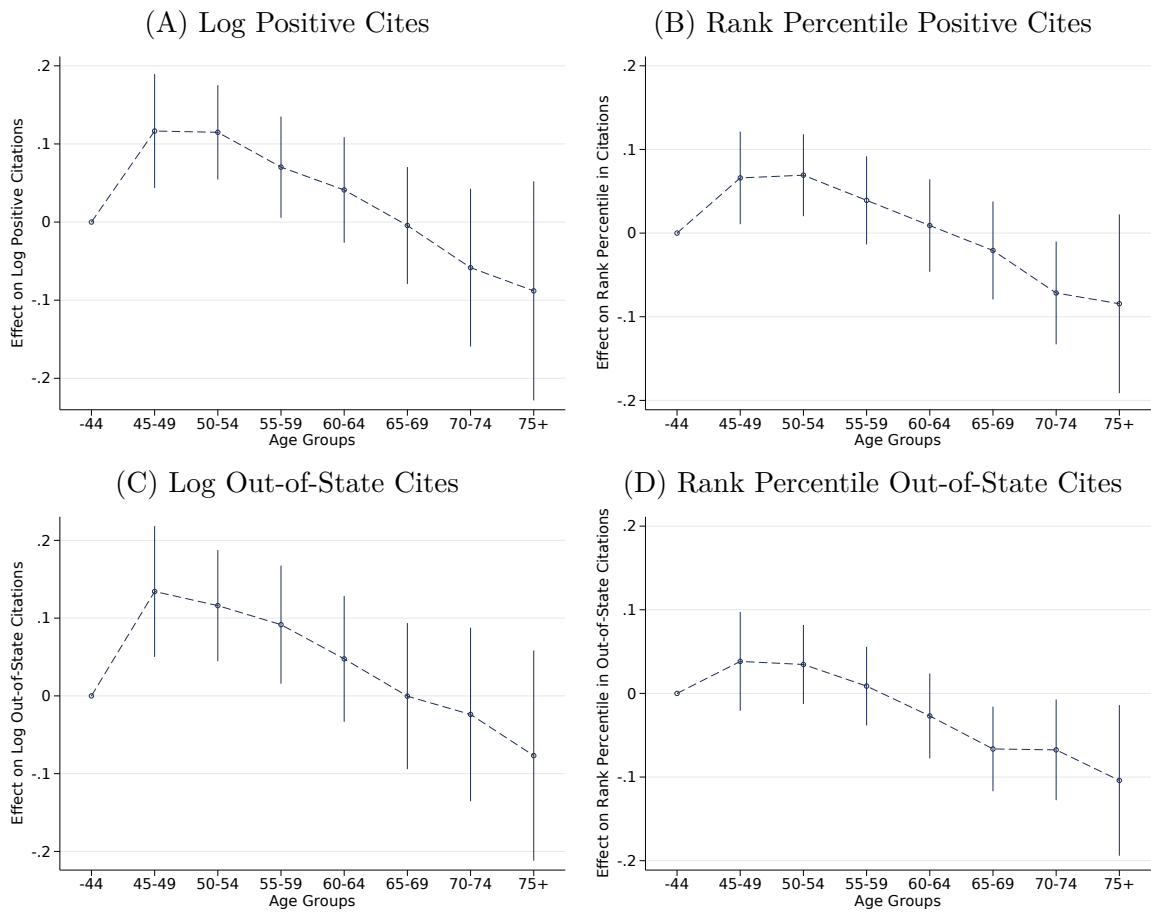 (A) Log Positive Cites
Effect on Log Positive Citations
.2
.1
0
-.1
-.2
-44 45-49 50-54 55-59 60-64 65-69 70-74 75+
Age Groups
(B) Rank Percentile Positive Cites
Effect on Rank Percentile in Citations
.2
.1
0
-.1
-.2
-44 45-49 50-54 55-59 60-64 65-69 70-74 75+
Age Groups
(C) Log Out-of-State Cites
Effect on Log Out-of-State Citations
.2
.1
0
-.1
-.2
-44 45-49 50-54 55-59 60-64 65-69 70-74 75+
Age Groups
(D) Rank Percentile Out-of-State Cites
Effect on Rank Percentile in Out-of-State Citations
.2
.1
0
-.1
-.2
-44 45-49 50-54 55-59 60-64 65-69 70-74 75+
Age Groups